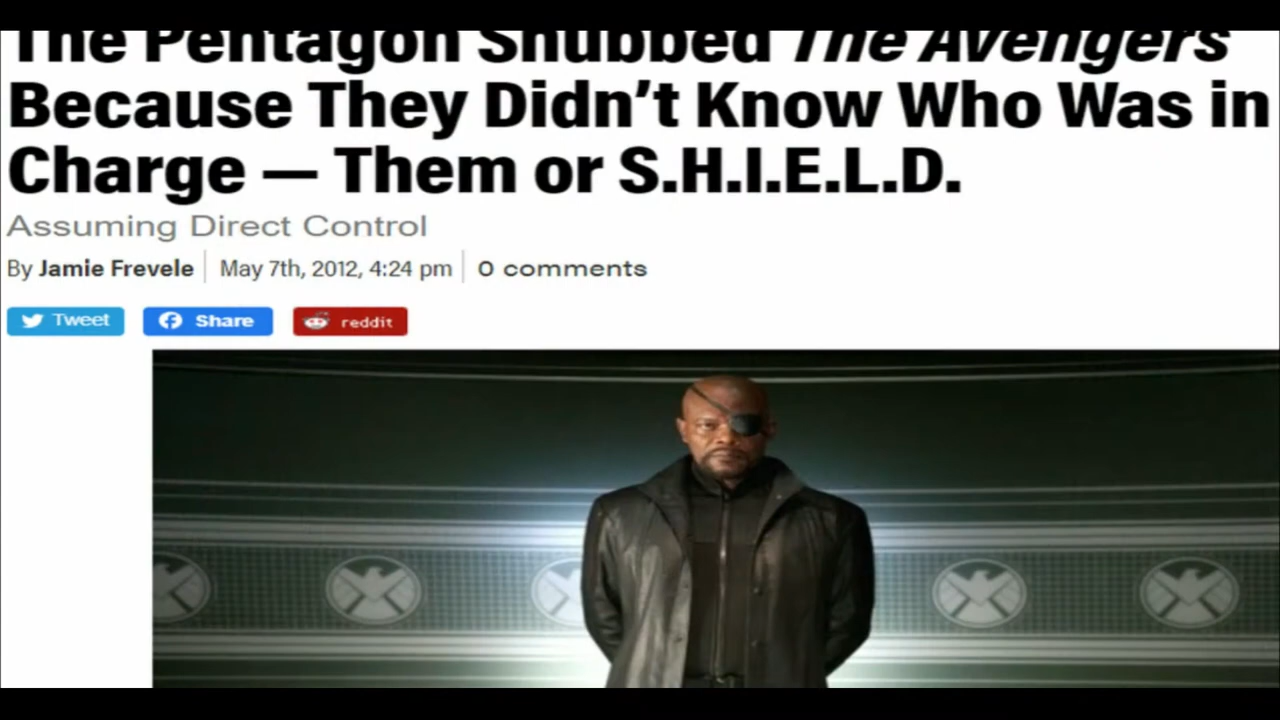 The Pentagon Snubbed The Avengers
Because They Didn't Know Who Was in
Charge — Them or S.H.I.E.L.D.
Assuming Direct Control
By Jamie Frevele May 7th, 2012, 4:24 pm 0 comments
Tweet Share reddit